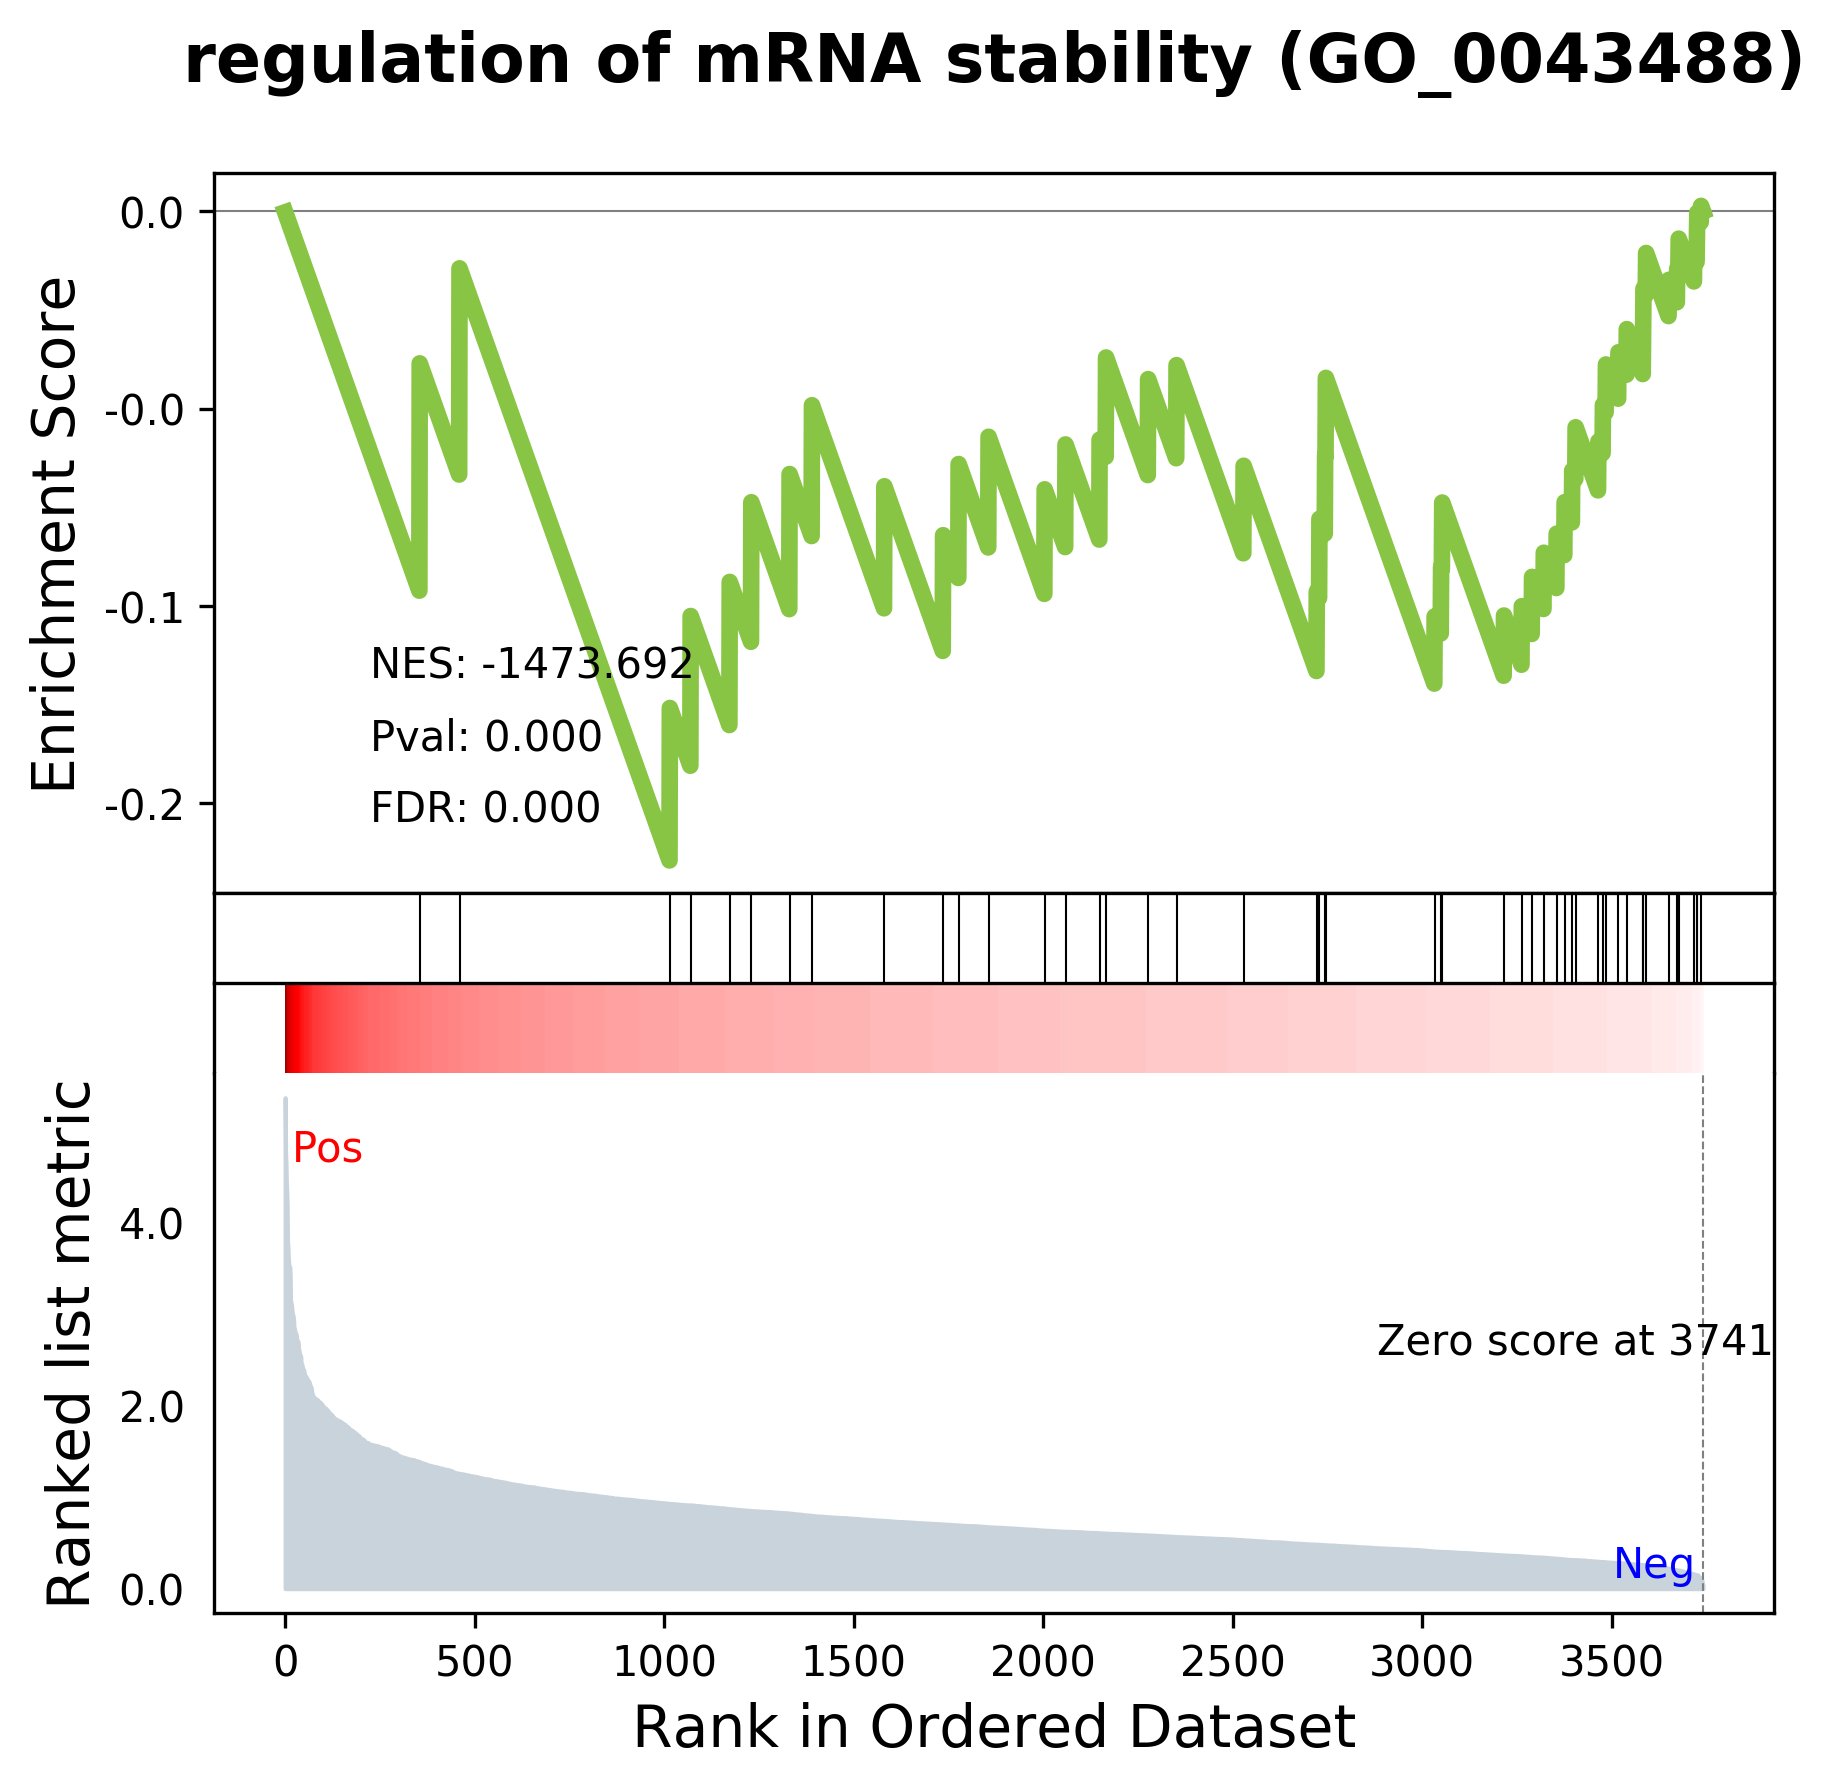 regulation of mRNA stability (GO_0043488)
Enrichment Score
0.0
-0.0
-0.1
-0.2
NES: -1473.692
Pval: 0.000
FDR: 0.000
Ranked list metric
Pos
4.0
2.0
0.0
Zero score at 3741
Neg
0 500 1000 1500 2000 2500 3000 3500
Rank in Ordered Dataset